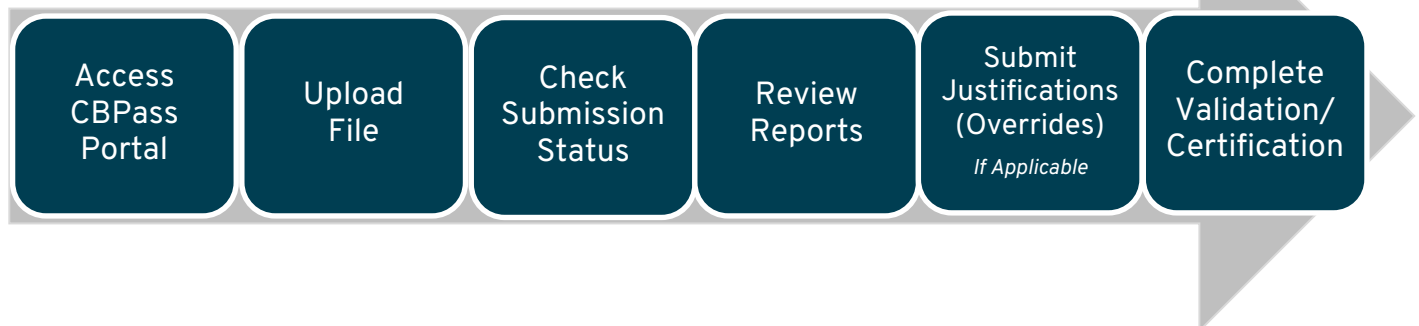 Access
CBPass
Portal
Upload
File
Check
Submission
Status
Review
Reports
Submit
Justifications
(Overrides)
If Applicable
Complete
Validation/
Certification